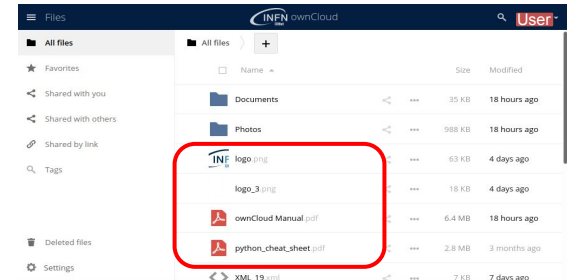 Files INFN ownCloud User
All files
All files +
Favorites
Name Size Modified
Shared with you
Documents 35 KB 18 hours ago
Shared with others
Photos 988 KB 18 hours ago
Shared by link
logo.png 63 KB 4 days ago
Tags
logo_3.png 18 KB 4 days ago
ownCloud Manual.pdf 6.4 MB 18 hours ago
Deleted files
python_cheat_sheet.pdf 2.8 MB 3 months ago
Settings
XML_19.xml 7 KB 7 days ago